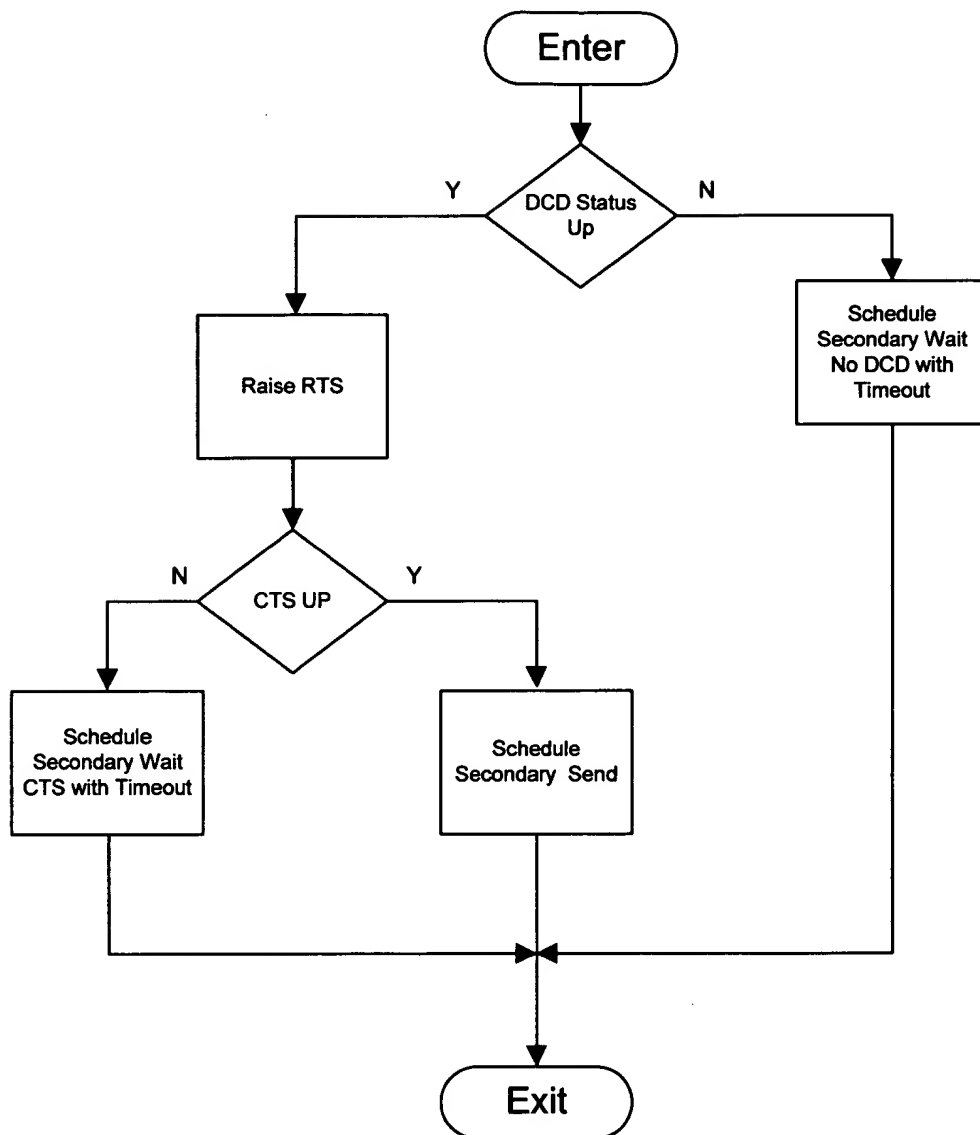 Enter
Y
DCD Status
Up
N
Schedule
Secondary Wait
No DCD with
Timeout
Raise RTS
N
CTS UP
Y
Schedule
Secondary Wait
CTS with Timeout
Schedule
Secondary Send
Exit